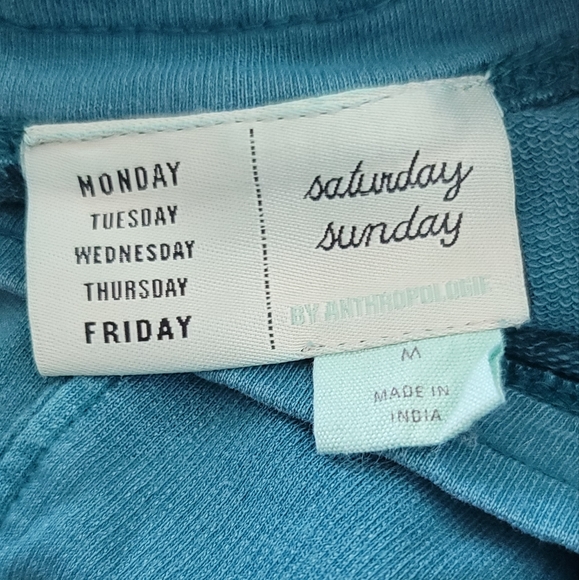 MONDAY
TUESDAY
WEDNESDAY
THURSDAY
FRIDAY
saturday
sunday
BY ANTHROPOLOGIE
M
MADE IN
INDIA